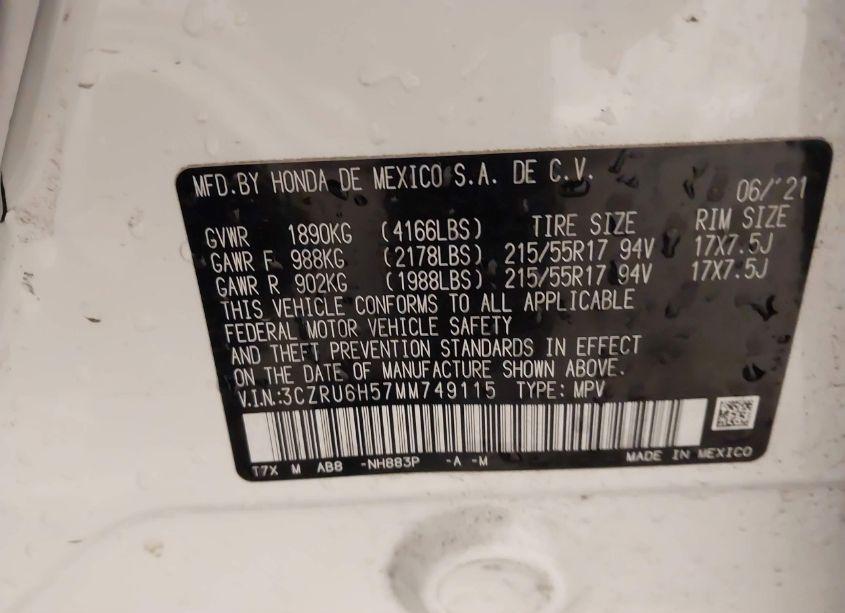 MFD.BY HONDA DE MEXICO S.A. DE C.V.
06/'21
GVWR 1890KG (4166LBS) TIRE SIZE RIM SIZE
GAWR F 988KG (2178LBS) 215/55R17 94V 17X7.5J
GAWR R 902KG (1988LBS) 215/55R17 94V 17X7.5J
THIS VEHICLE CONFORMS TO ALL APPLICABLE
FEDERAL MOTOR VEHICLE SAFETY
AND THEFT PREVENTION STANDARDS IN EFFECT
ON THE DATE OF MANUFACTURE SHOWN ABOVE.
V.IN.:3CZRU6H57MM749115 TYPE: MPV
T7X M AB8 -NH883P -A -M MADE IN MEXICO